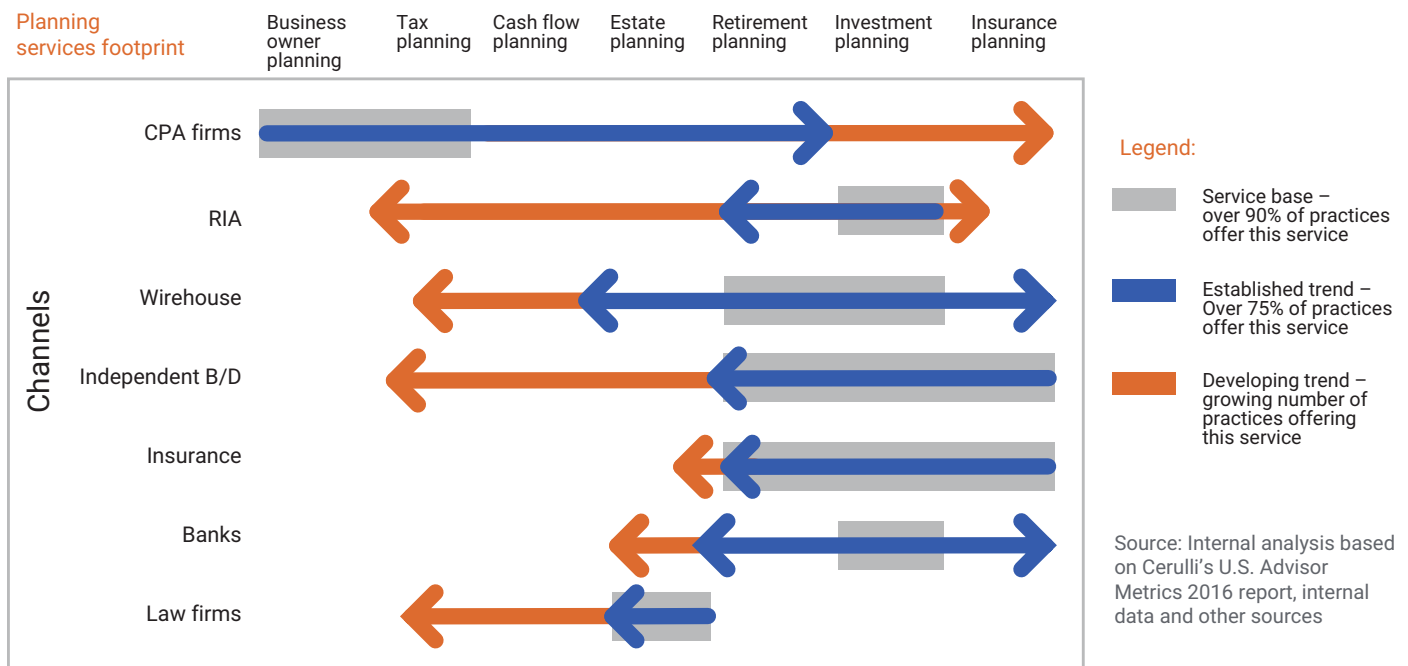 Planning
services footprint
Business
owner
planning
Tax
planning
Cash flow
planning
Estate
planning
Retirement
planning
Investment
planning
Insurance
planning
Channels
CPA firms
RIA
Wirehouse
Independent B/D
Insurance
Banks
Law firms
Legend:
Service base –
over 90% of practices
offer this service
Established trend –
Over 75% of practices
offer this service
Developing trend –
growing number of
practices offering
this service
Source: Internal analysis based
on Cerulli’s U.S. Advisor
Metrics 2016 report, internal
data and other sources